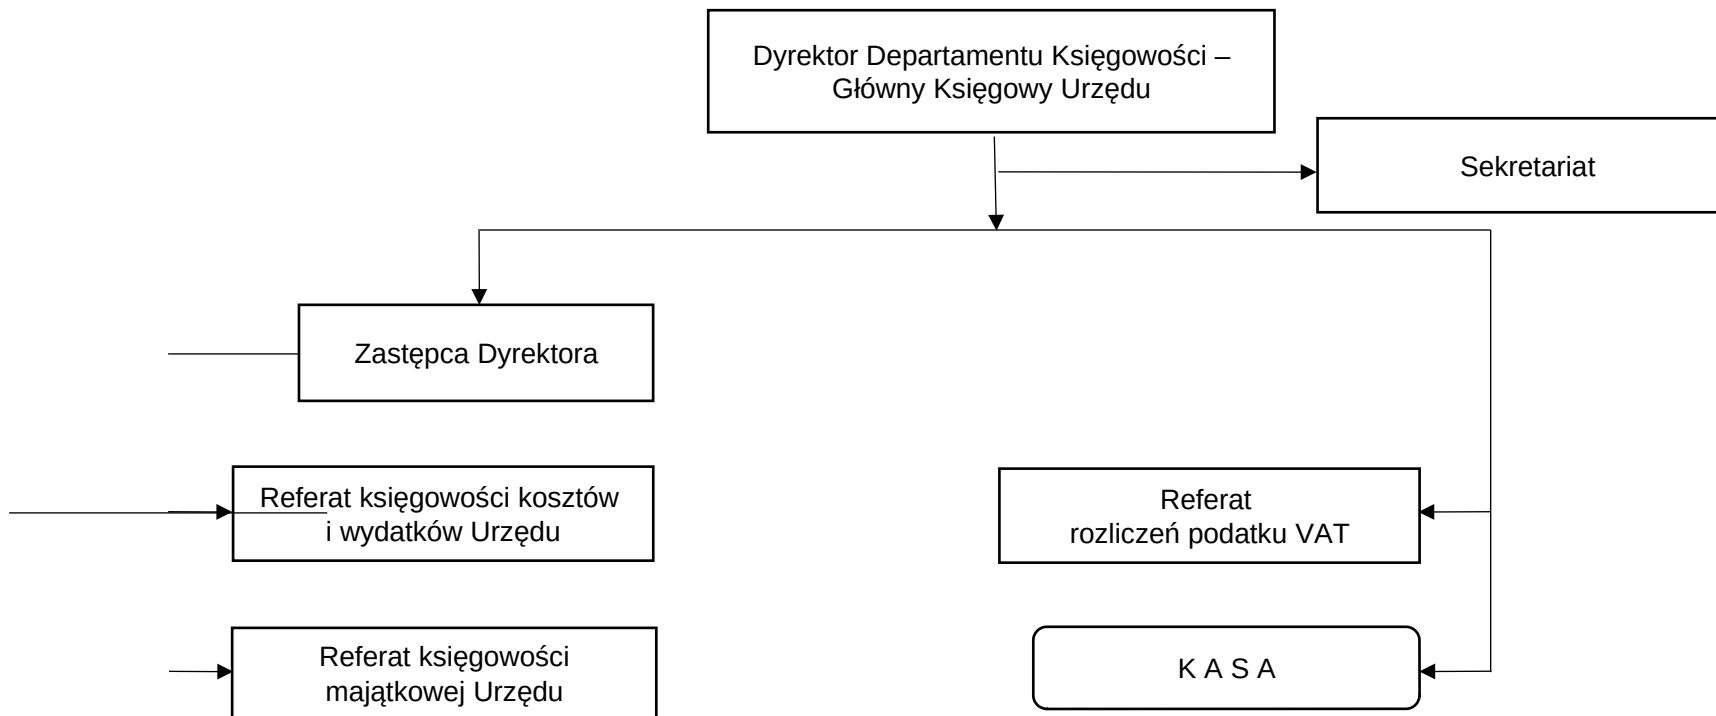 Dyrektor Departamentu Księgowości –
Główny Księgowy Urzędu
Sekretariat
Zastępca Dyrektora
Referat księgowości kosztów
i wydatków Urzędu
Referat
rozliczeń podatku VAT
Referat księgowości
majątkowej Urzędu
K A S A